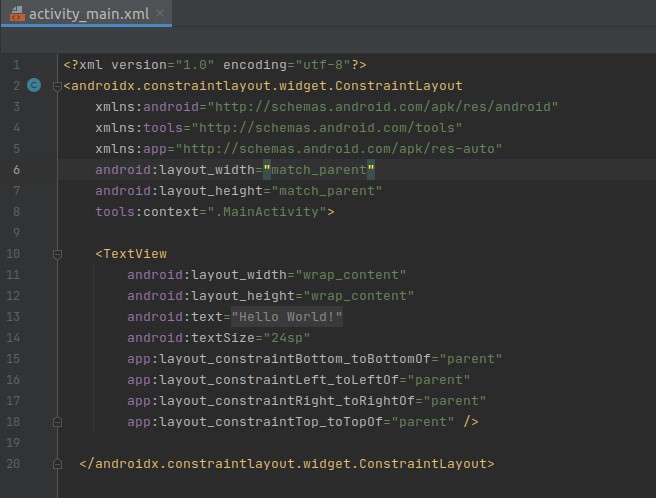 activity_main.xml
1 <?xml version="1.0" encoding="utf-8"?>
2 <androidx.constraintlayout.widget.ConstraintLayout
3     xmlns:android="http://schemas.android.com/apk/res/android"
4     xmlns:tools="http://schemas.android.com/tools"
5     xmlns:app="http://schemas.android.com/apk/res-auto"
6     android:layout_width="match_parent"
7     android:layout_height="match_parent"
8     tools:context=".MainActivity">
9
10     <TextView
11         android:layout_width="wrap_content"
12         android:layout_height="wrap_content"
13         android:text="Hello World!"
14         android:textSize="24sp"
15         app:layout_constraintBottom_toBottomOf="parent"
16         app:layout_constraintLeft_toLeftOf="parent"
17         app:layout_constraintRight_toRightOf="parent"
18         app:layout_constraintTop_toTopOf="parent" />
19
20   </androidx.constraintlayout.widget.ConstraintLayout>